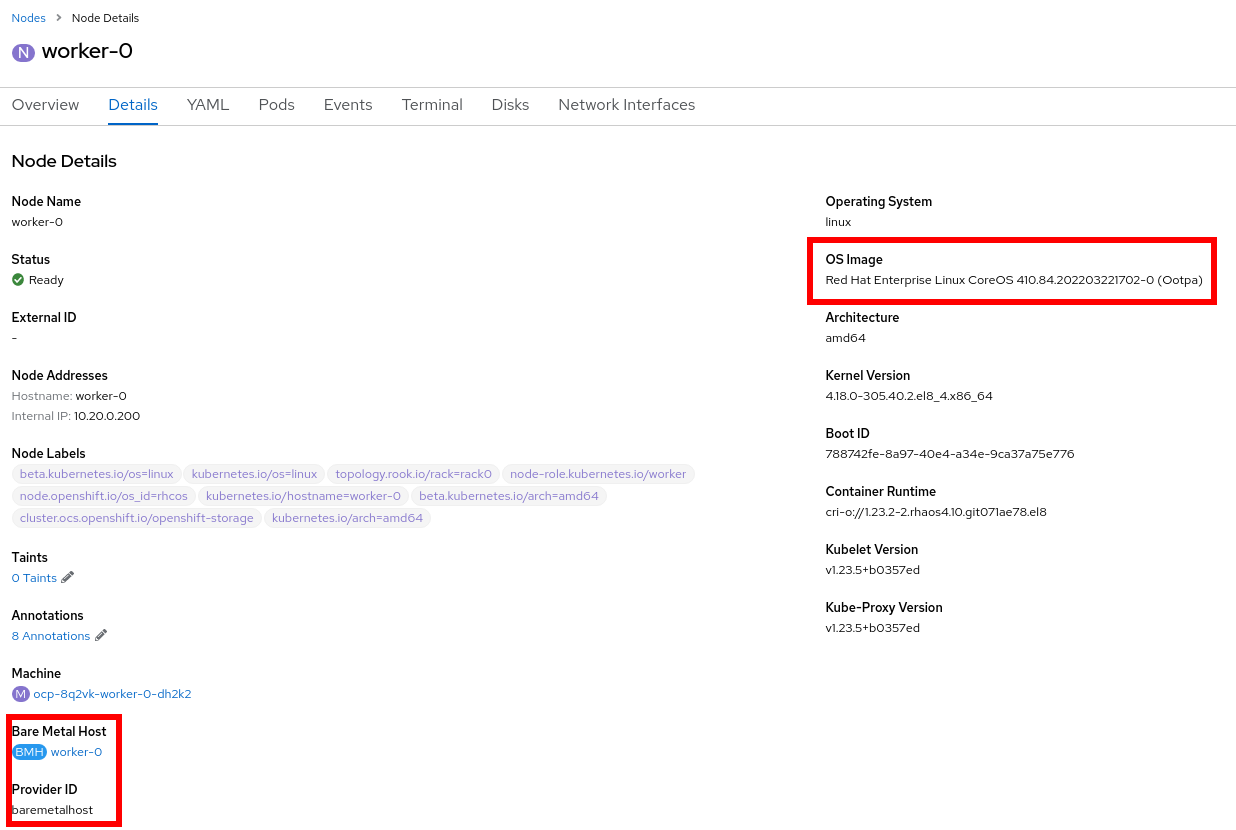 Nodes > Node Details
N worker-0
Overview Details YAML Pods Events Terminal Disks Network Interfaces
Node Details
Node Name
worker-0
Status
Ready
External ID
-
Node Addresses
Hostname: worker-0
Internal IP: 10.20.0.200
Node Labels
beta.kubernetes.io/os=linux kubernetes.io/os=linux topology.rook.io/rack=rack0 node-role.kubernetes.io/worker
node.openshift.io/os_id=rhcos kubernetes.io/hostname=worker-0 beta.kubernetes.io/arch=amd64
cluster.ocs.openshift.io/openshift-storage kubernetes.io/arch=amd64
Taints
0 Taints
Annotations
8 Annotations
Machine
M ocp-8q2vk-worker-0-dh2k2
Bare Metal Host
BMH worker-0
Provider ID
baremetalhost
Operating System
linux
OS Image
Red Hat Enterprise Linux CoreOS 410.84.202203221702-0 (Ootpa)
Architecture
amd64
Kernel Version
4.18.0-305.40.2.el8_4.x86_64
Boot ID
788742fe-8a97-40e4-a34e-9ca37a75e776
Container Runtime
cri-o://1.23.2-2.rhaos4.10.git071ae78.el8
Kubelet Version
v1.23.5+b0357ed
Kube-Proxy Version
v1.23.5+b0357ed